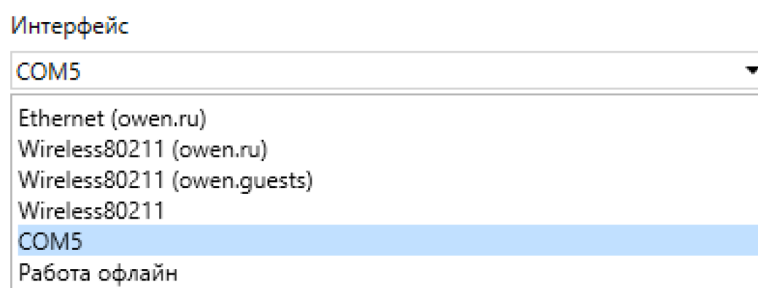 Интерфейс
COM5
Ethernet (owen.ru)
Wireless80211 (owen.ru)
Wireless80211 (owen.guests)
Wireless80211
COM5
Работа офлайн